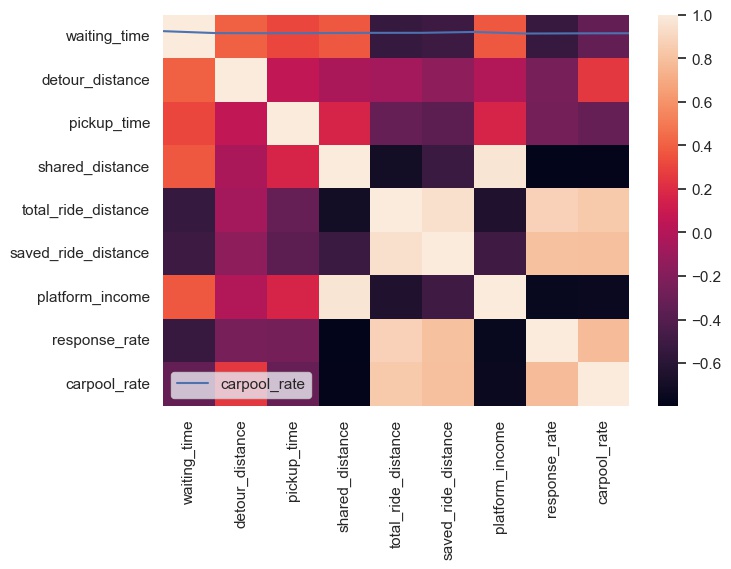 waiting_time
detour_distance
pickup_time
shared_distance
total_ride_distance
saved_ride_distance
platform_income
response_rate
carpool_rate
carpool_rate
waiting_time
detour_distance
pickup_time
shared_distance
total_ride_distance
saved_ride_distance
platform_income
response_rate
carpool_rate
1.0
0.8
0.6
0.4
0.2
0.0
−0.2
−0.4
−0.6